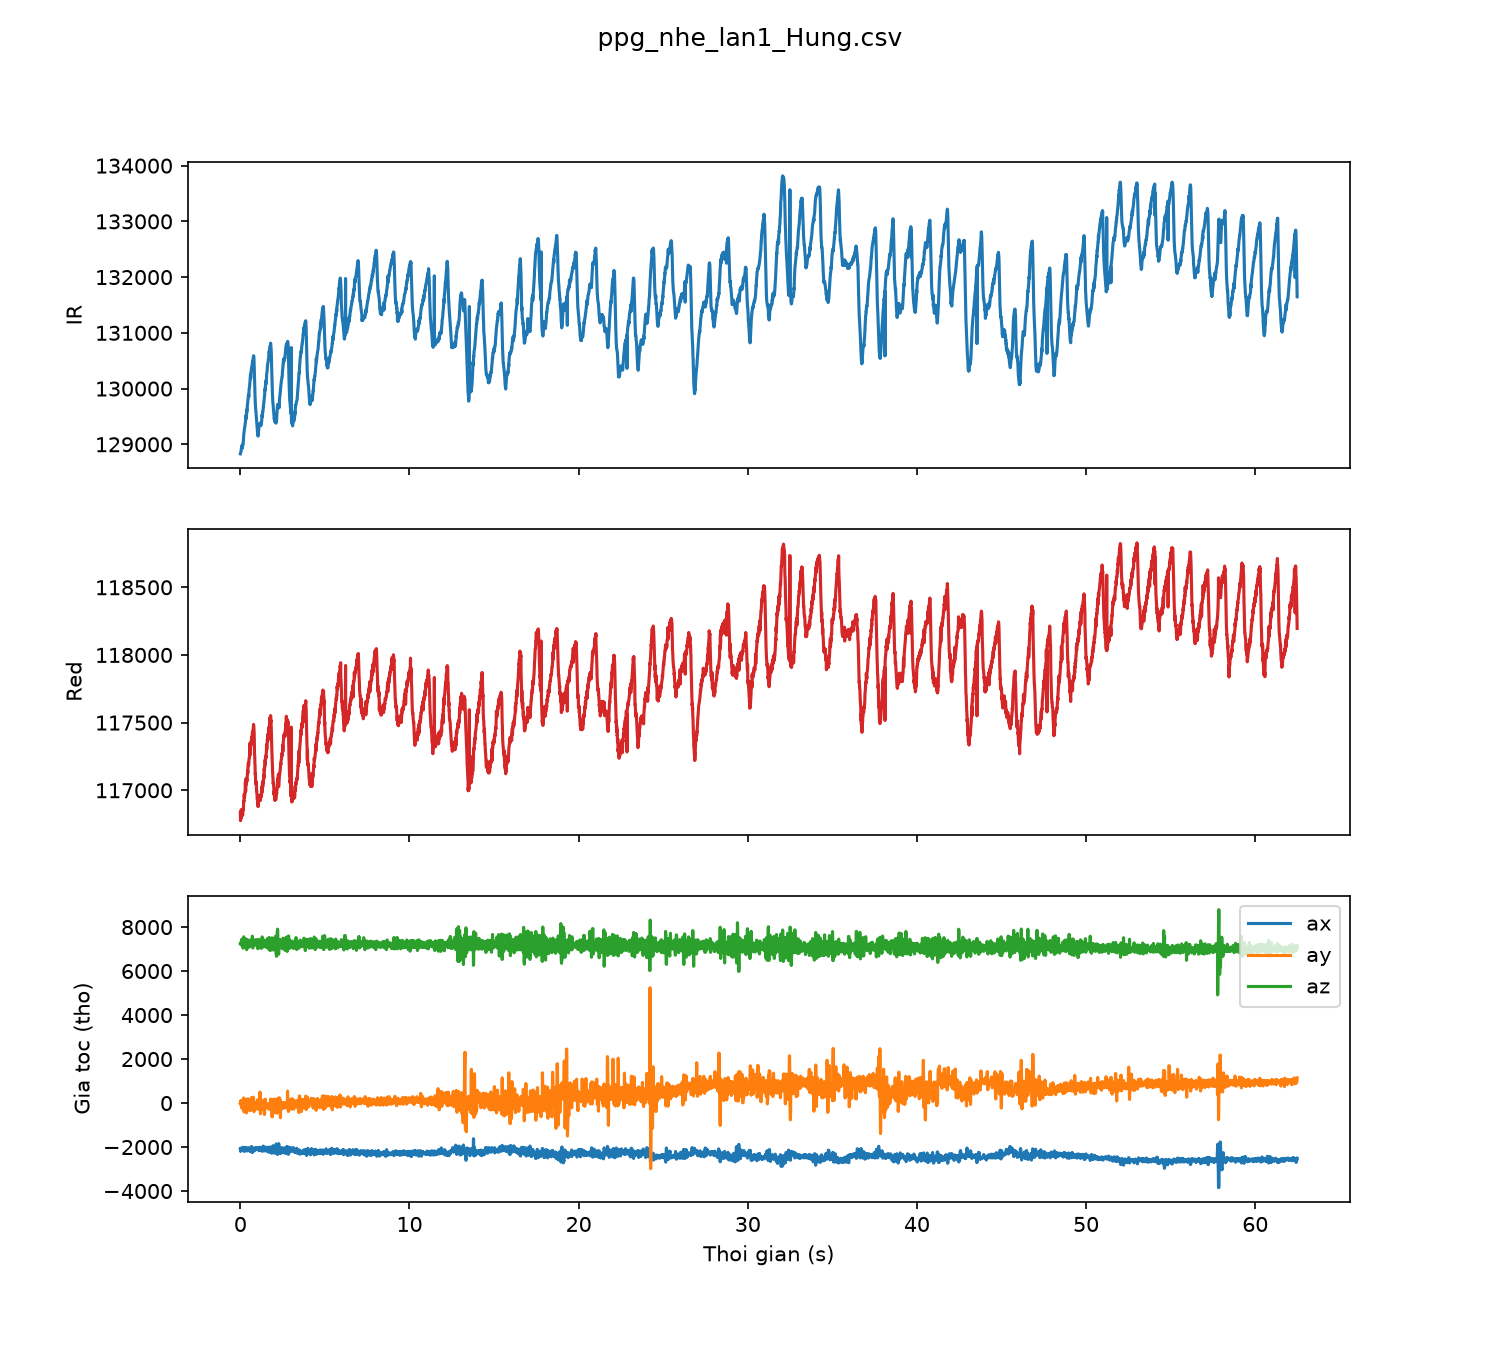 ppg_nhe_lan1_Hung.csv
134000
133000
132000
131000
130000
129000
IR
118500
118000
117500
117000
Red
8000
6000
4000
2000
0
−2000
−4000
Gia toc (tho)
ax
ay
az
0 10 20 30 40 50 60
Thoi gian (s)